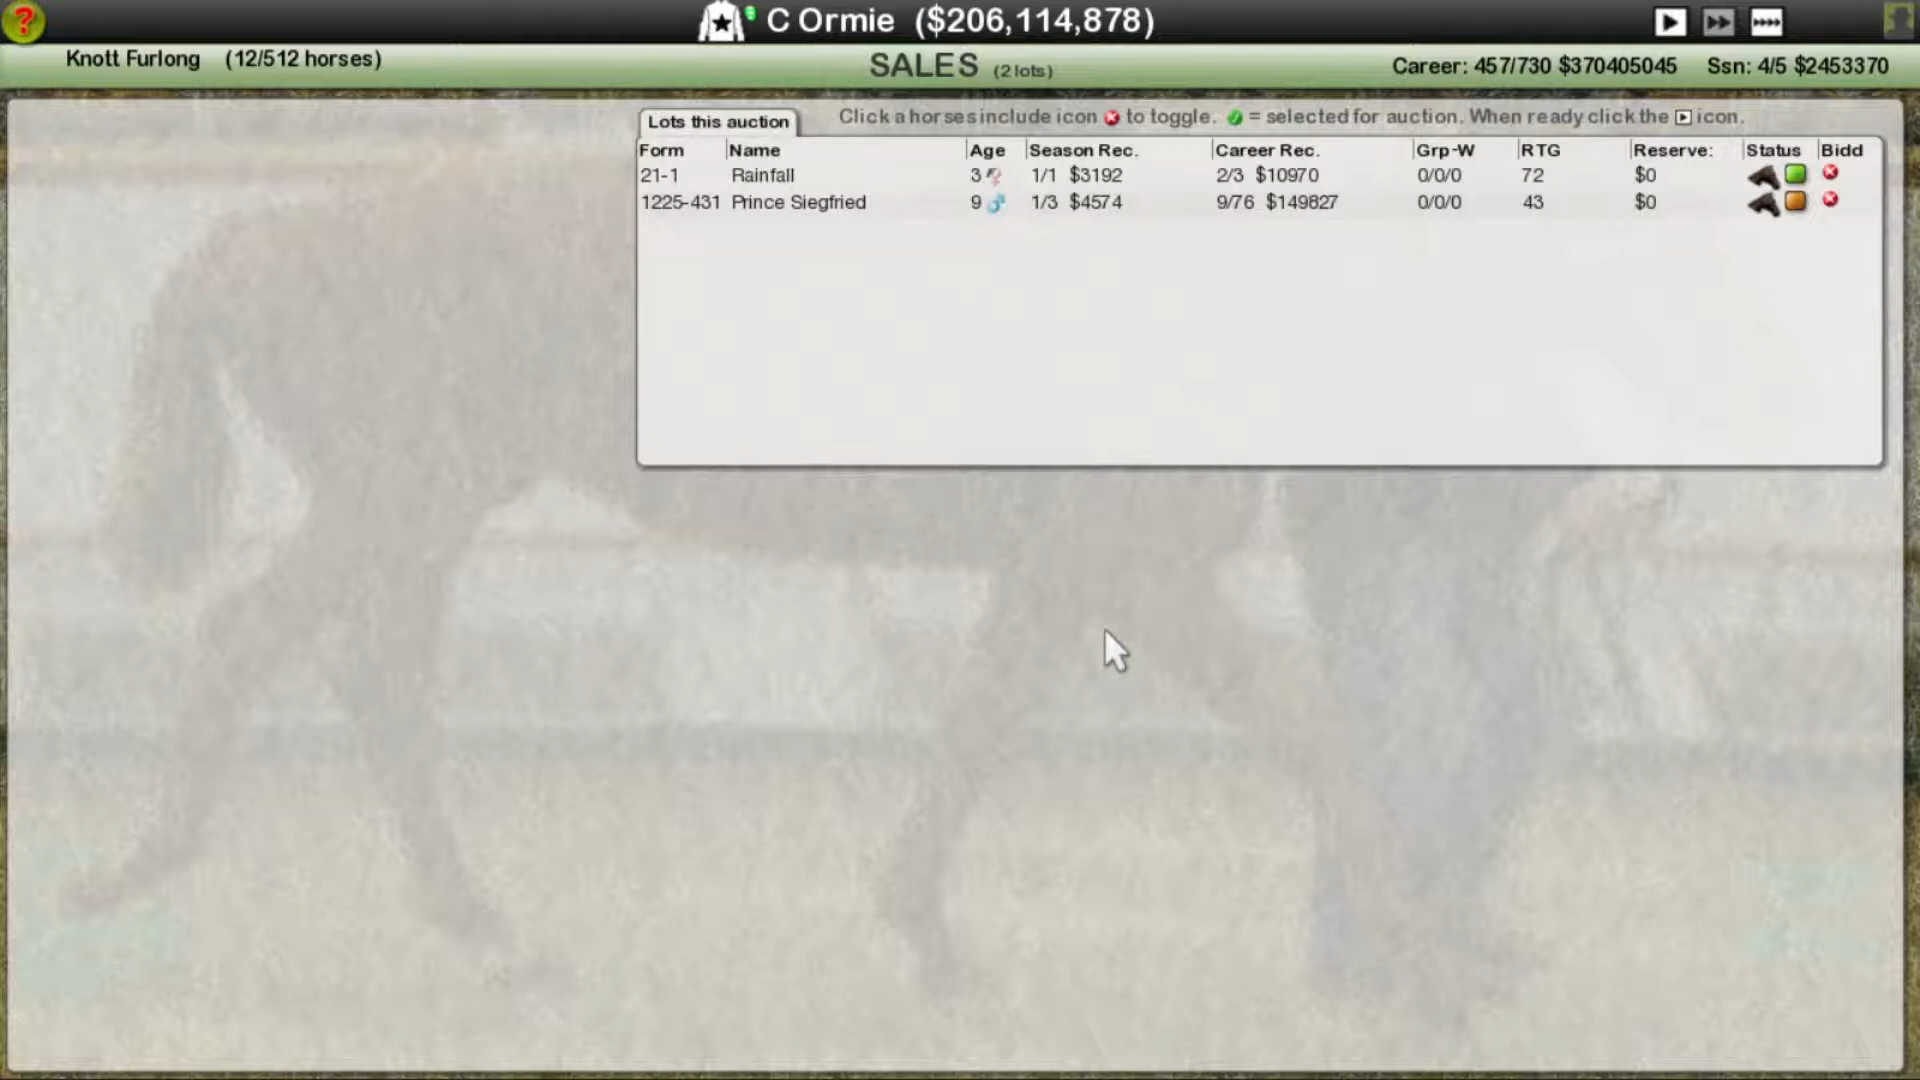 ?
C Ormie ($206,114,878)
Knott Furlong (12/512 horses)
SALES (2 lots)
Career: 457/730 $370405045 Ssn: 4/5 $2453370
Lots this auction
Click a horses include icon to toggle. = selected for auction. When ready click the icon.
Form Name Age Season Rec. Career Rec. Grp-W RTG Reserve: Status Bidd
21-1 Rainfall 3 1/1 $3192 2/3 $10970 0/0/0 72 $0
1225-431 Prince Siegfried 9 1/3 $4574 9/76 $149827 0/0/0 43 $0